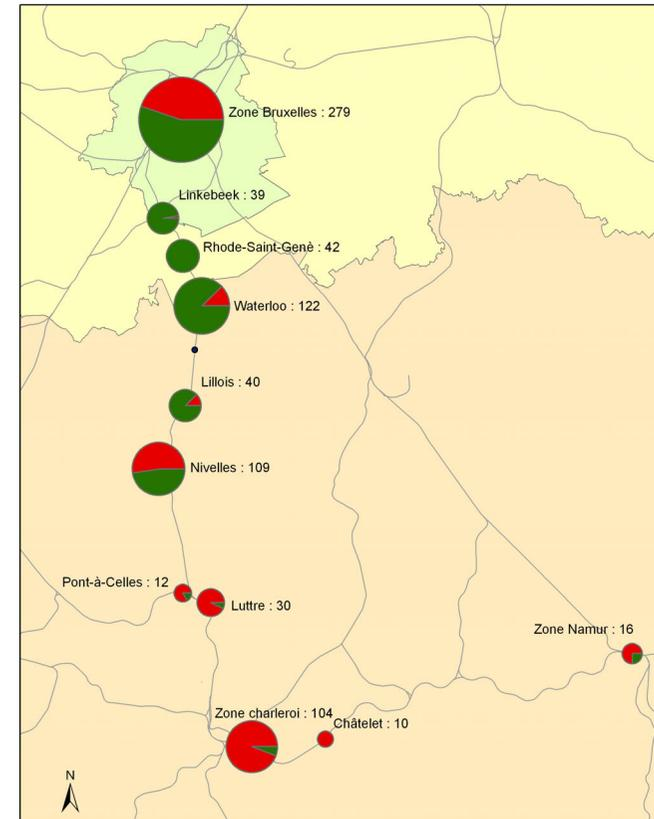 Zone Bruxelles : 279
Linkebeek : 39
Rhode-Saint-Genè : 42
Waterloo : 122
Lillois : 40
Nivelles : 109
Pont-à-Celles : 12
Luttre : 30
Zone Namur : 16
Zone charleroi : 104
Châtelet : 10
N